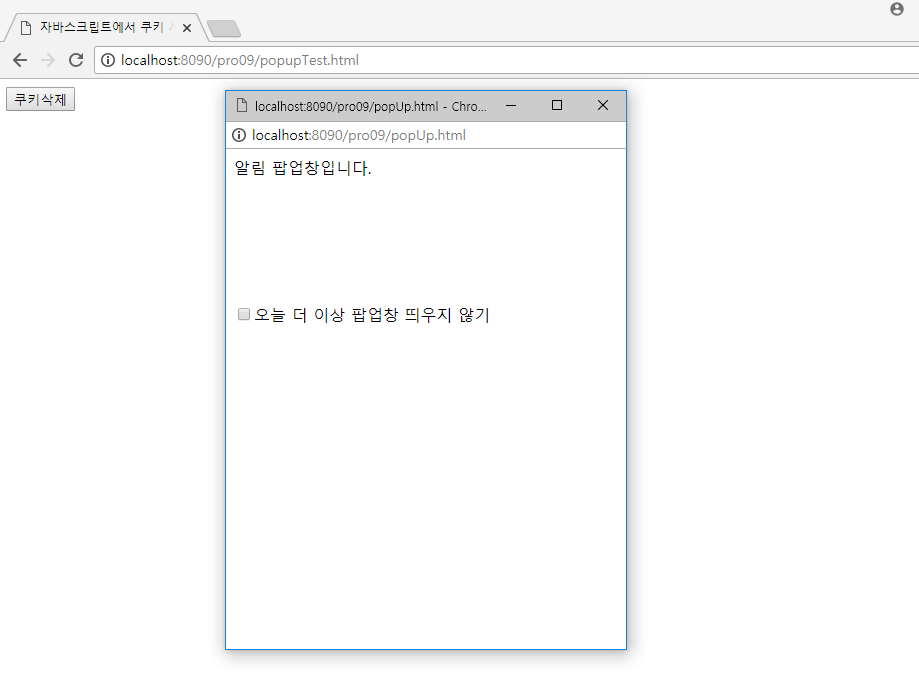 자바스크립트에서 쿠키
localhost:8090/pro09/popupTest.html
쿠키삭제
localhost:8090/pro09/popUp.html - Chro...
localhost:8090/pro09/popUp.html
알림 팝업창입니다.
오늘 더 이상 팝업창 띄우지 않기